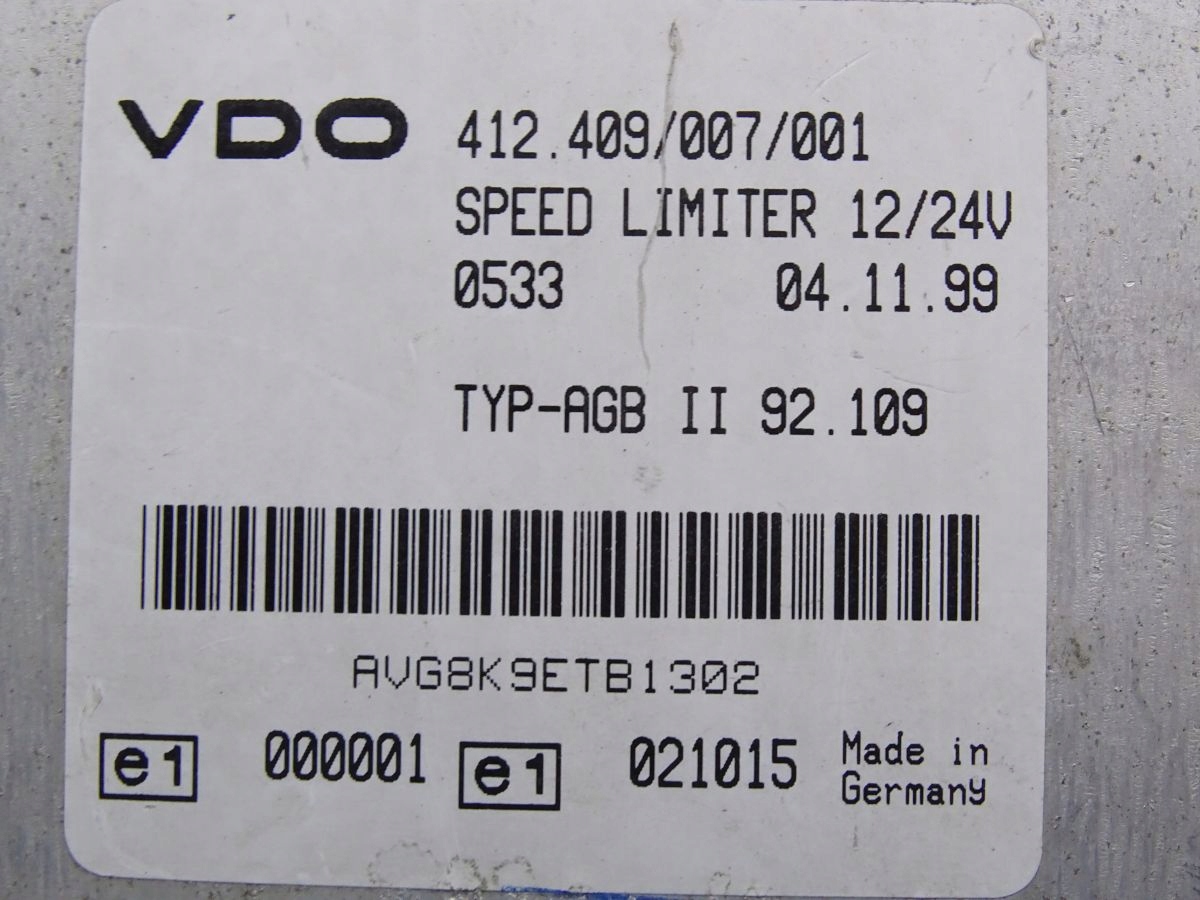 VDO 412.409/007/001
SPEED LIMITER 12/24V
0533 04.11.99
TYP-AGB II 92.109
AVG8K9ETB1302
e1 000001 e1 021015 Made in
Germany